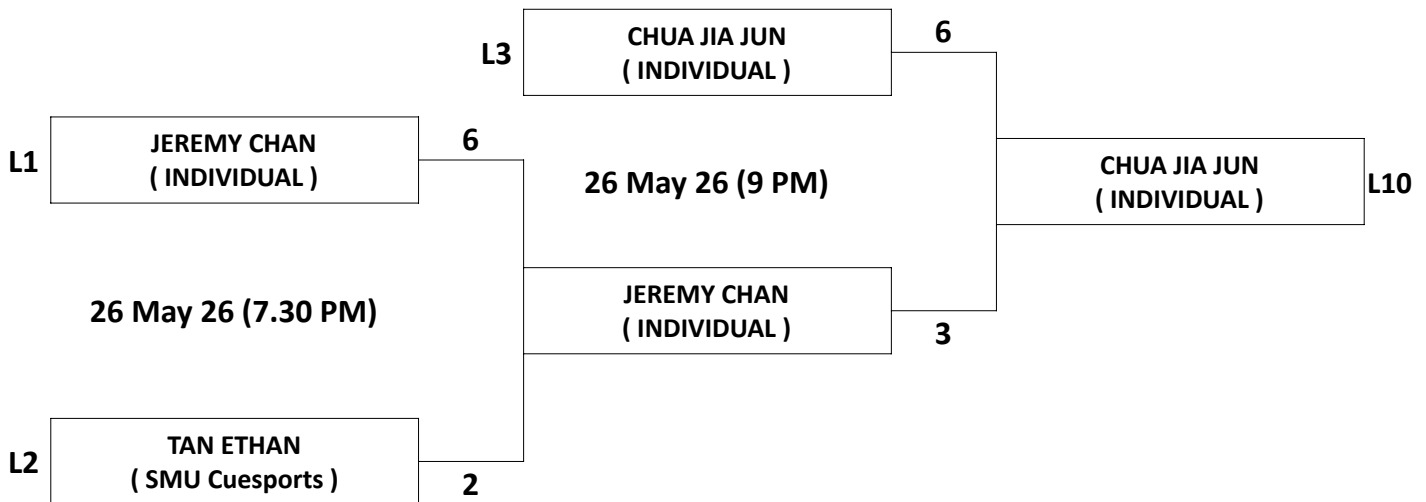 CHUA JIA JUN
( INDIVIDUAL )
6
L3
JEREMY CHAN
( INDIVIDUAL )
6
L1
26 May 26 (9 PM)
CHUA JIA JUN
( INDIVIDUAL )
L10
26 May 26 (7.30 PM)
JEREMY CHAN
( INDIVIDUAL )
3
L2
TAN ETHAN
( SMU Cuesports )
2